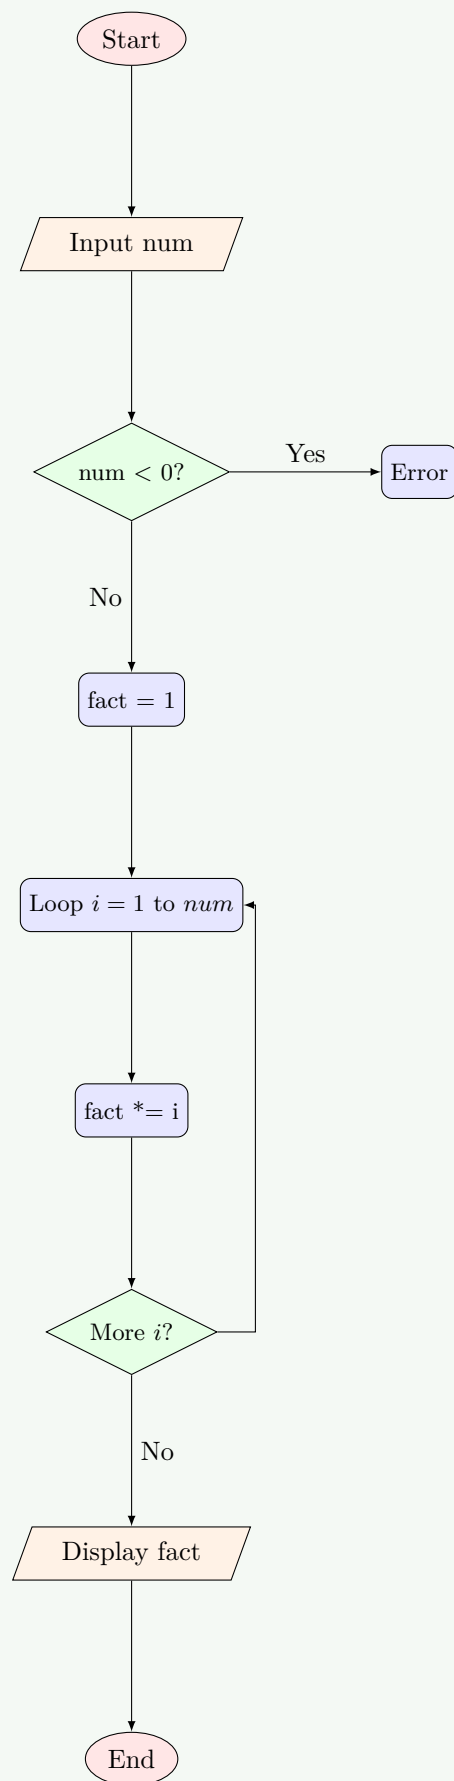 Start
Input num
num < 0?
Yes
Error
No
fact = 1
Loop i = 1 to num
fact *= i
More i?
No
Display fact
End